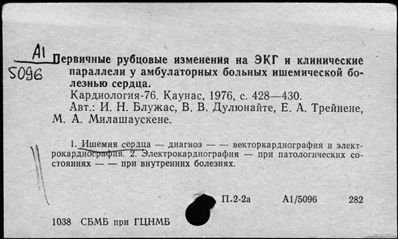 А1
5096
Первичные рубцовые изменения на ЭКГ и клинические
параллели у амбулаторных больных ишемической бо-
лезнью сердца.
Кардиология-76. Каунас, 1976, с. 428—430.
Авт.: И. Н. Блужас, В. В. Дулюнайте, Е. А. Трейнене,
М. А. Милашаускене.
1. Ишемия сердца — диагноз — — векторкардиография и элект-
рокардиография. 2. Электрокардиография — при патологических со-
стояниях — — при внутренних болезнях.
П.2-2а А1/5096 282
1038 СБМБ при ГЦНМБ